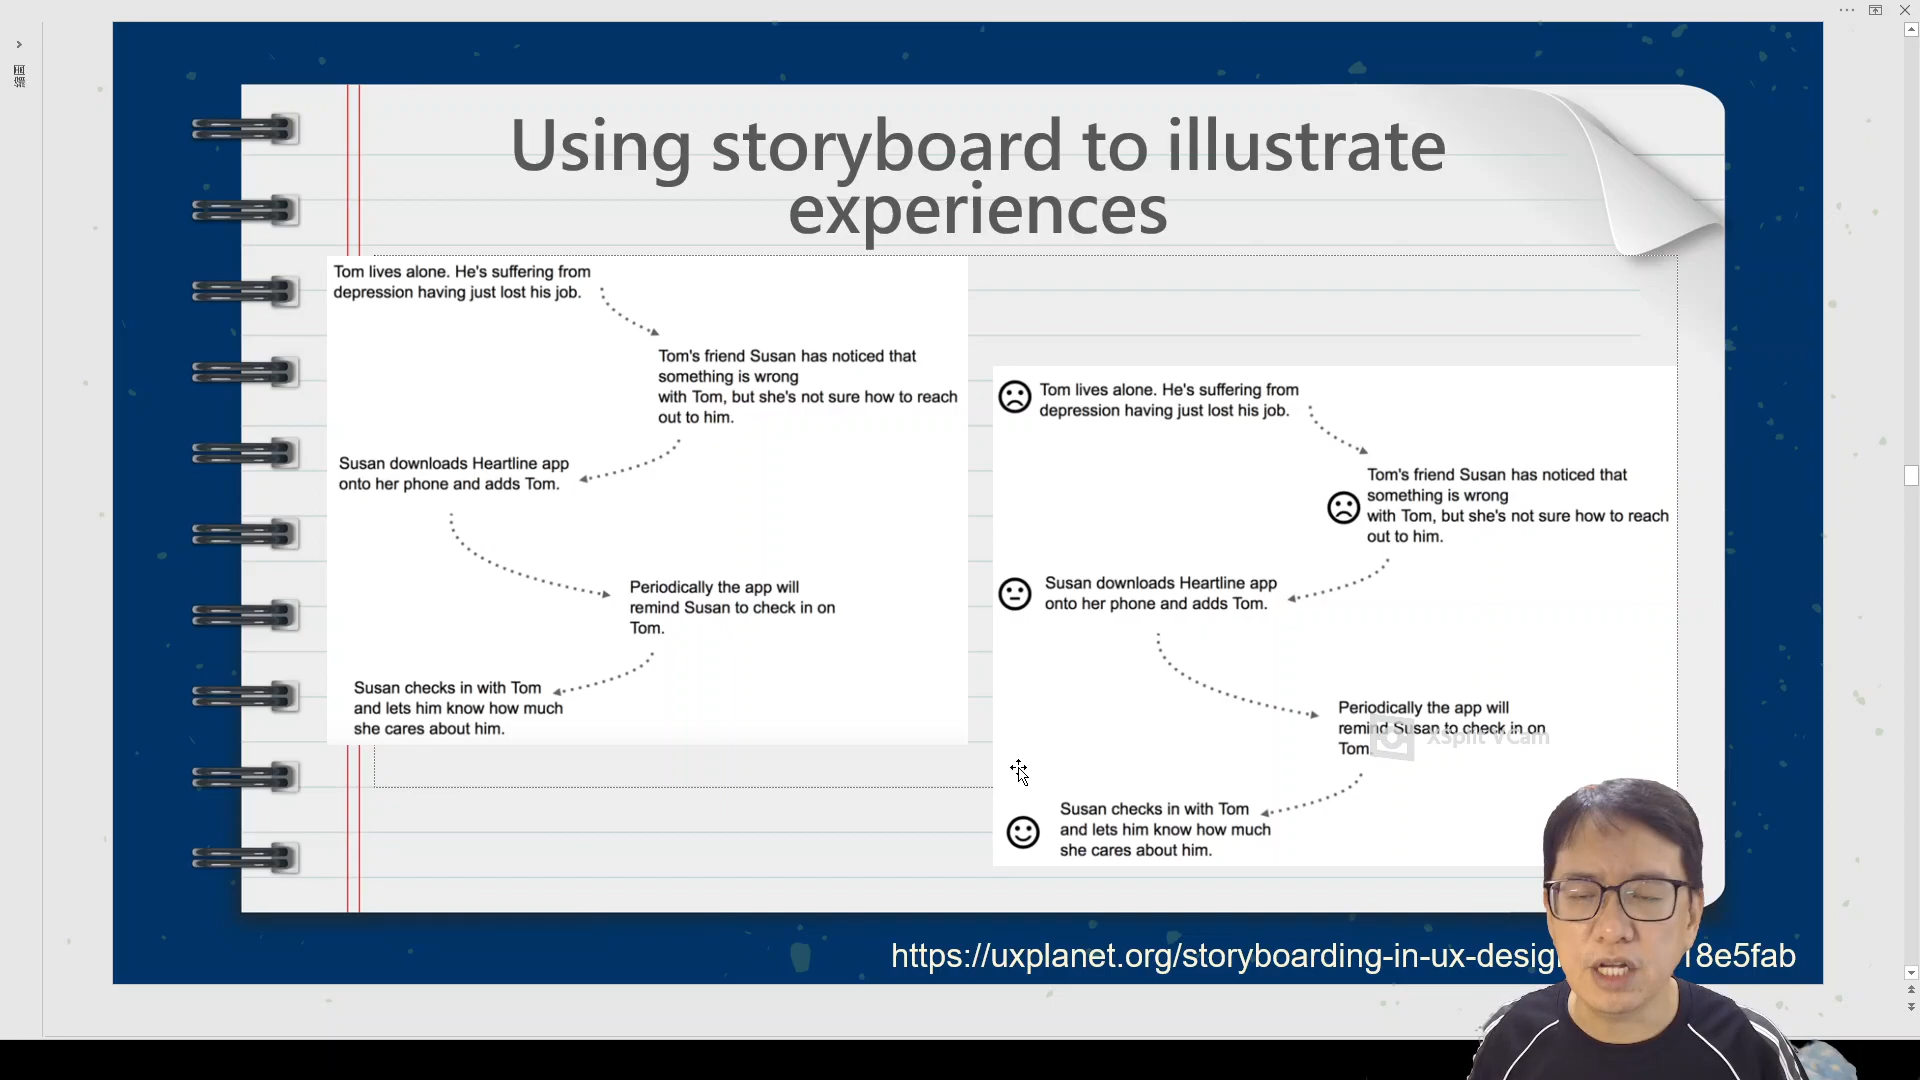 Using storyboard to illustrate
experiences
Tom lives alone. He's suffering from
depression having just lost his job.
Tom's friend Susan has noticed that
something is wrong
with Tom, but she's not sure how to reach
out to him.
Susan downloads Heartline app
onto her phone and adds Tom.
Periodically the app will
remind Susan to check in on
Tom.
Susan checks in with Tom
and lets him know how much
she cares about him.
Tom lives alone. He's suffering from
depression having just lost his job.
Tom's friend Susan has noticed that
something is wrong
with Tom, but she's not sure how to reach
out to him.
Susan downloads Heartline app
onto her phone and adds Tom.
Periodically the app will
remind Susan to check in on
Tom.
XSplit VCam
Susan checks in with Tom
and lets him know how much
she cares about him.
https://uxplanet.org/storyboarding-in-ux-desig 18e5fab